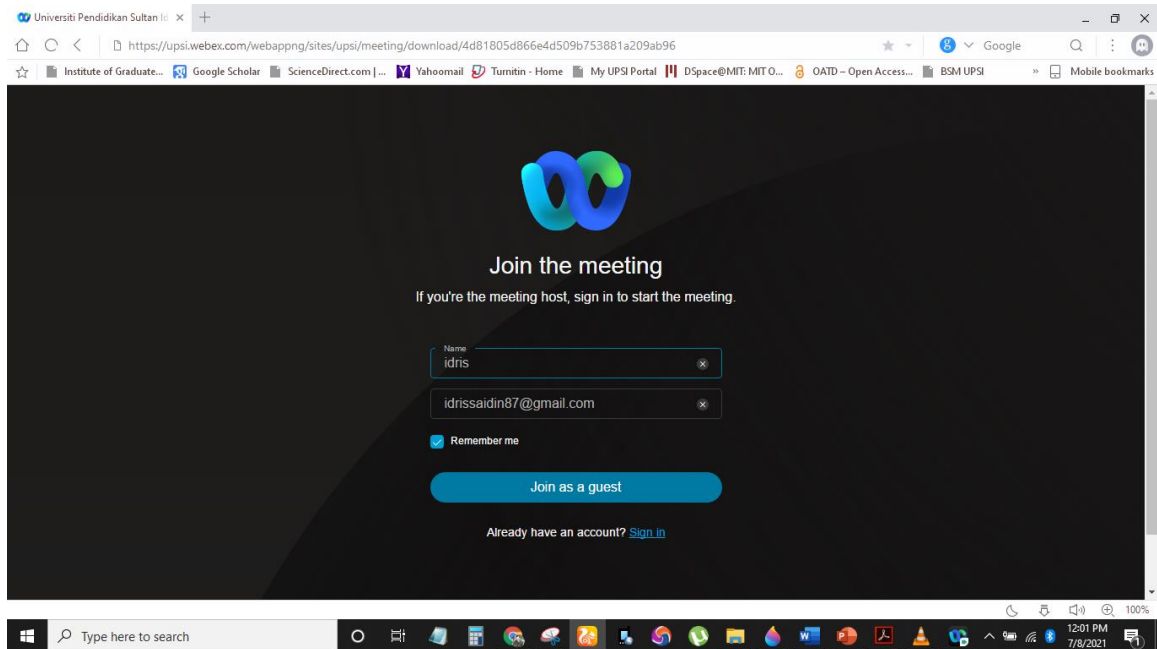 Universiti Pendidikan Sultan Id
https://upsi.webex.com/webappng/sites/upsi/meeting/download/4d81805d866e4d509b753881a209ab96
Google
Institute of Graduate... Google Scholar ScienceDirect.com | ... Yahoomail Turnitin - Home My UPSI Portal DSpace@MIT: MIT O... OATD – Open Access... BSM UPSI » Mobile bookmarks
Join the meeting
If you're the meeting host, sign in to start the meeting.
Name
idris
idrissaidin87@gmail.com
Remember me
Join as a guest
Already have an account? Sign in
100%
Type here to search
12:01 PM
7/8/2021